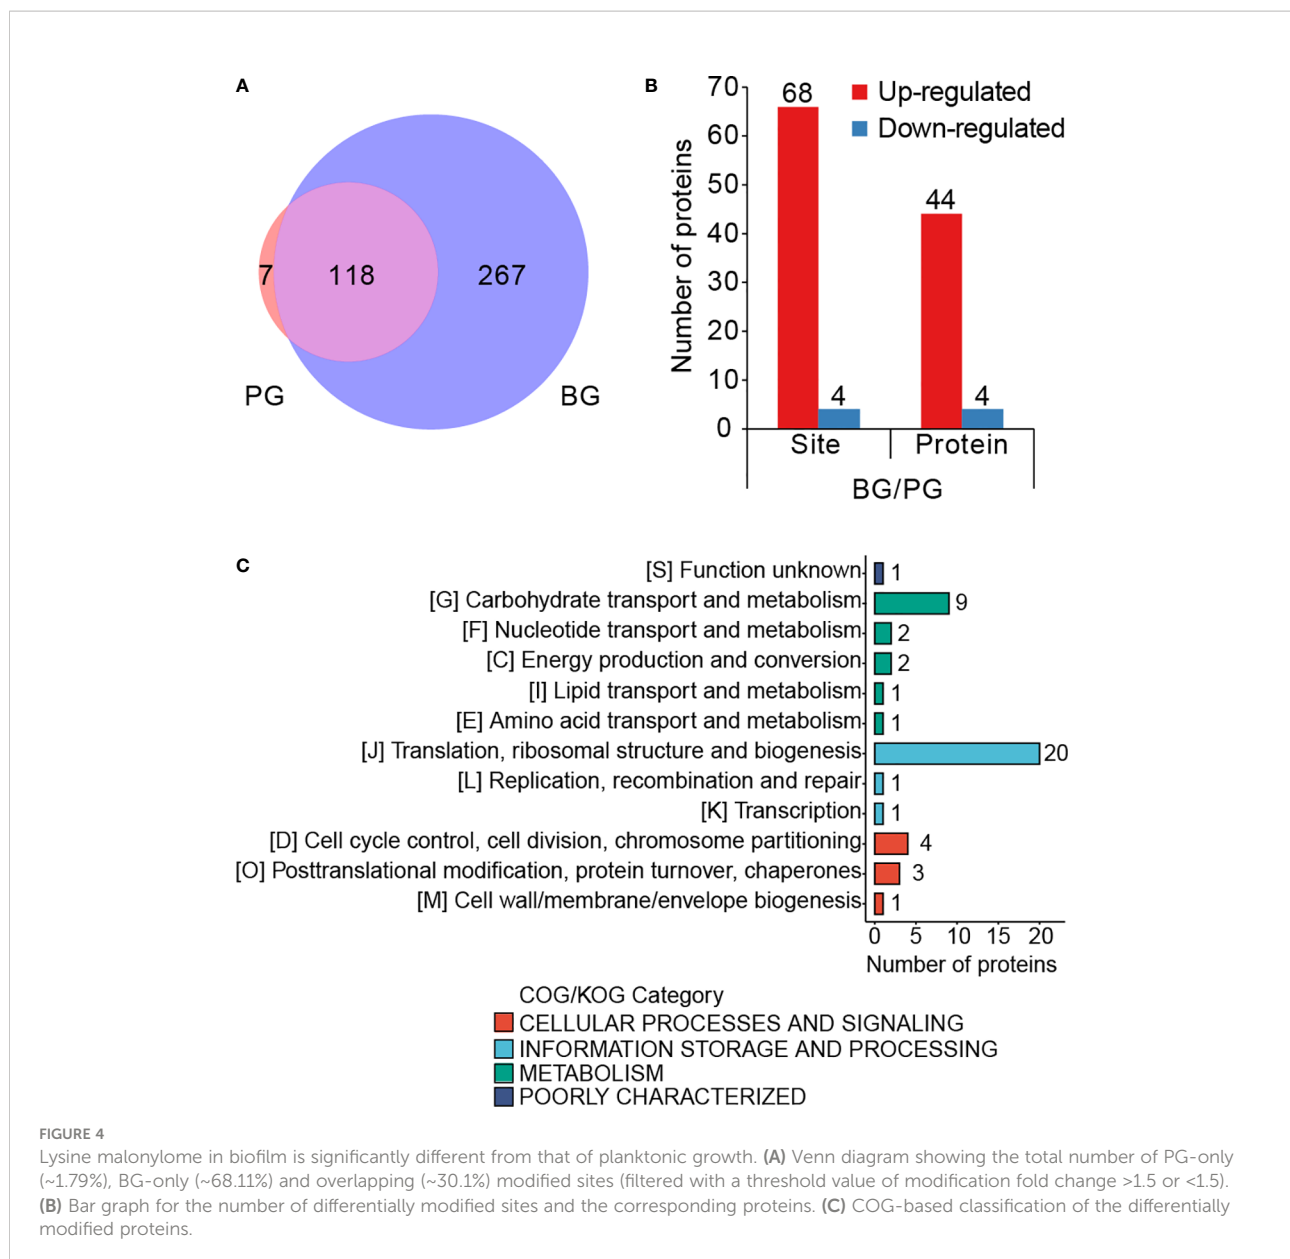 A
7
118
267
PG
BG
B
70
60
50
40
30
20
10
0
Number of proteins
68
4
44
4
Up-regulated
Down-regulated
Site
Protein
BG/PG
C
[S] Function unknown 1
[G] Carbohydrate transport and metabolism 9
[F] Nucleotide transport and metabolism 2
[C] Energy production and conversion 2
[I] Lipid transport and metabolism 1
[E] Amino acid transport and metabolism 1
[J] Translation, ribosomal structure and biogenesis 20
[L] Replication, recombination and repair 1
[K] Transcription 1
[D] Cell cycle control, cell division, chromosome partitioning 4
[O] Posttranslational modification, protein turnover, chaperones 3
[M] Cell wall/membrane/envelope biogenesis 1
0 5 10 15 20
Number of proteins
COG/KOG Category
CELLULAR PROCESSES AND SIGNALING
INFORMATION STORAGE AND PROCESSING
METABOLISM
POORLY CHARACTERIZED
FIGURE 4
Lysine malonylome in biofilm is significantly different from that of planktonic growth. (A) Venn diagram showing the total number of PG-only
(~1.79%), BG-only (~68.11%) and overlapping (~30.1%) modified sites (filtered with a threshold value of modification fold change >1.5 or <1.5).
(B) Bar graph for the number of differentially modified sites and the corresponding proteins. (C) COG-based classification of the differentially
modified proteins.